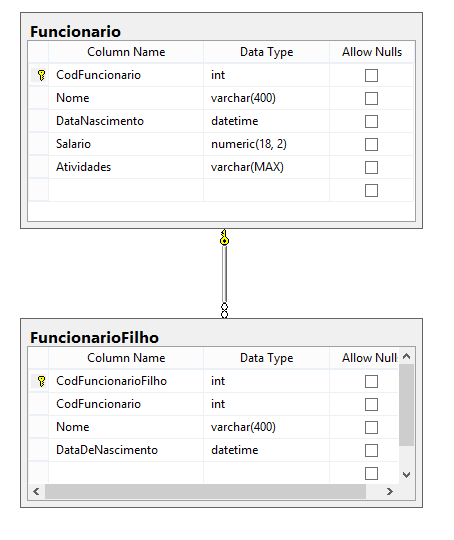 Funcionario
Column Name Data Type Allow Nulls
CodFuncionario int
Nome varchar(400)
DataNascimento datetime
Salario numeric(18, 2)
Atividades varchar(MAX)
FuncionarioFilho
Column Name Data Type Allow Null
CodFuncionarioFilho int
CodFuncionario int
Nome varchar(400)
DataDeNascimento datetime